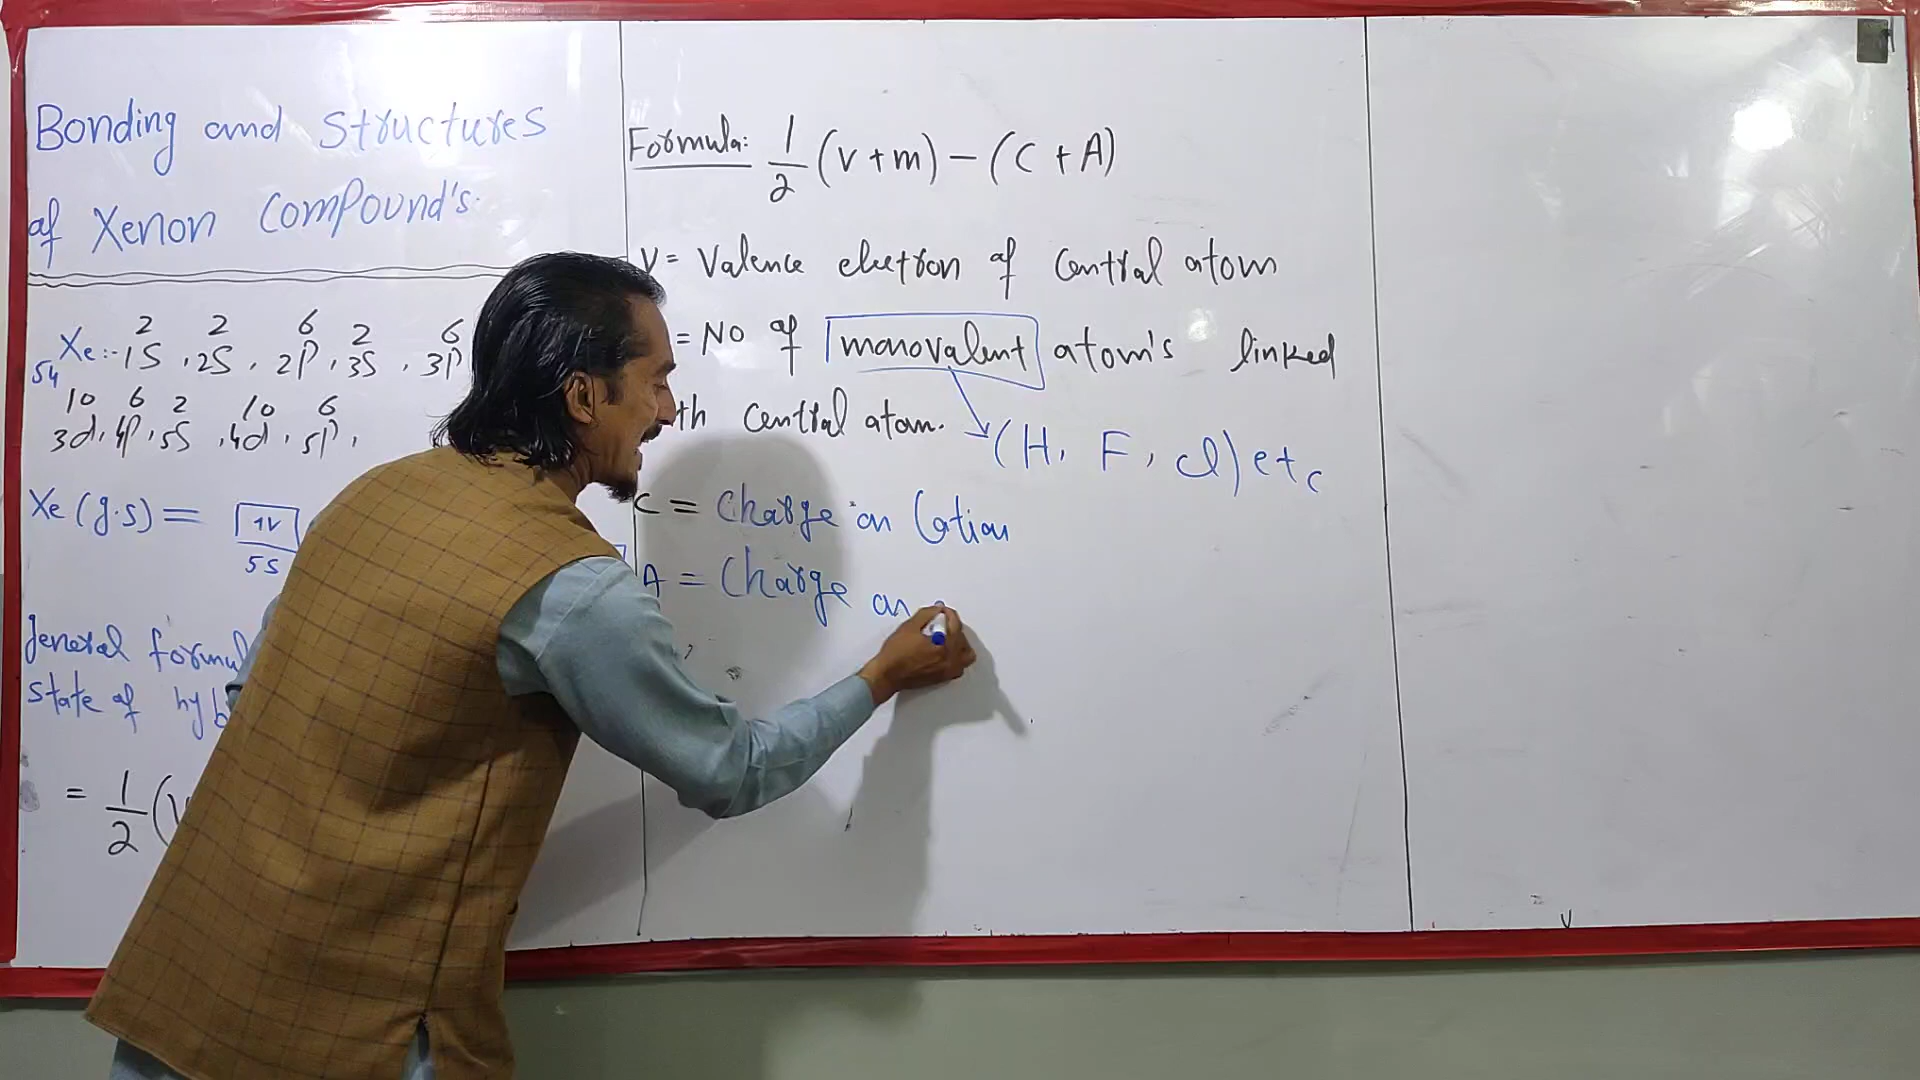 Bonding and Structures
of Xenon Compound's.
54Xe:- 1S², 2S², 2P⁶, 3S², 3P⁶
3d¹⁰, 4P⁶, 5S², 4d¹⁰, 5P⁶,
Xe (g.s) = 1V
5S
General formul
state of hyb
= 1/2 (V
Formula: 1/2 (V + m) - (C + A)
V = Valence electron of Central atom
= No of monovalent atom's linked
th Central atom. (H, F, Cl) etc
C = Charge on Cation
A = Charge on